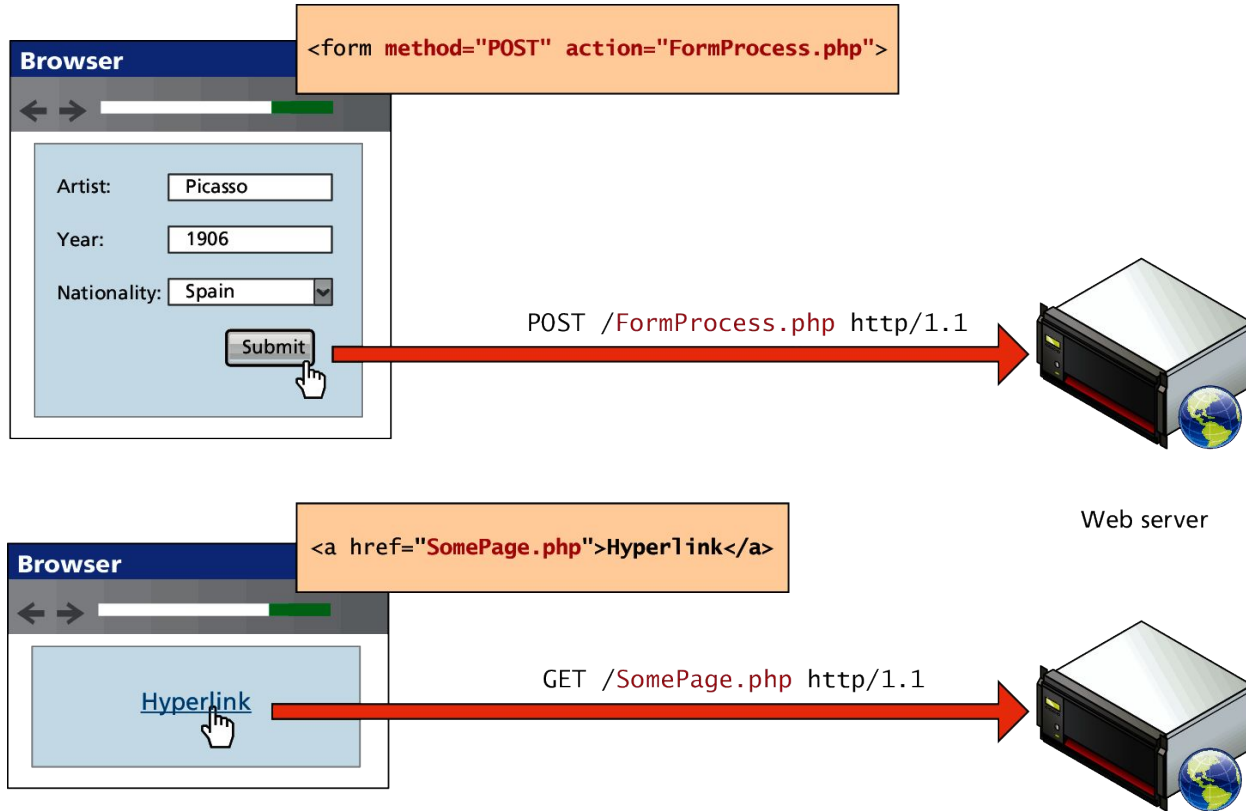 <form method="POST" action="FormProcess.php">
Browser
Artist: Picasso
Year: 1906
Nationality: Spain
Submit
POST /FormProcess.php http/1.1
Web server
<a href="SomePage.php">Hyperlink</a>
Browser
Hyperlink
GET /SomePage.php http/1.1